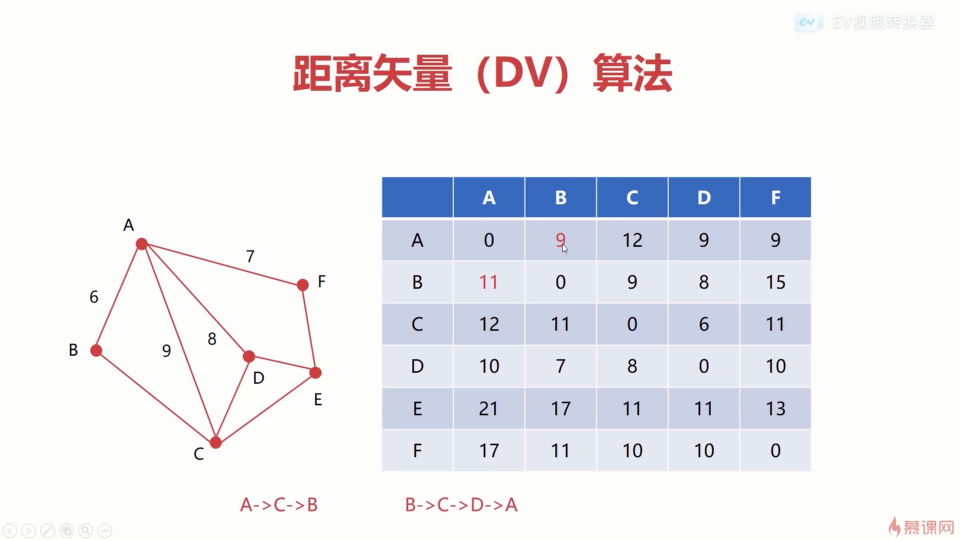 EV视频转换器
距离矢量（DV）算法
A
7
F
6
B
9
8
D
E
C
A B C D F
A 0 9 12 9 9
B 11 0 9 8 15
C 12 11 0 6 11
D 10 7 8 0 10
E 21 17 11 11 13
F 17 11 10 10 0
A->C->B B->C->D->A
慕课网